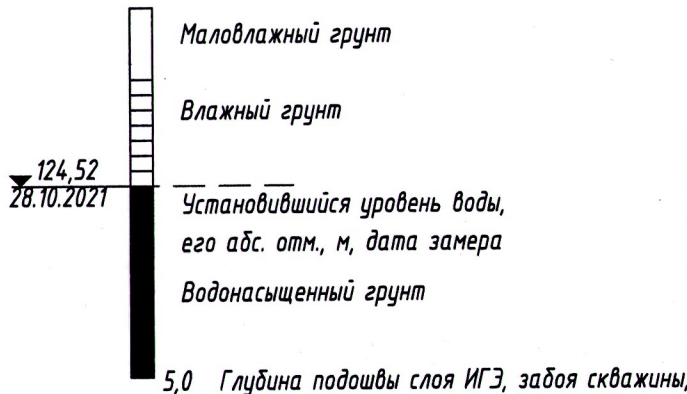 Маловлажный грунт
Влажный грунт
124,52
28.10.2021
Установившийся уровень воды,
его абс. отм., м, дата замера
Водонасыщенный грунт
5,0 Глубина подошвы слоя ИГЭ, забоя скважины,